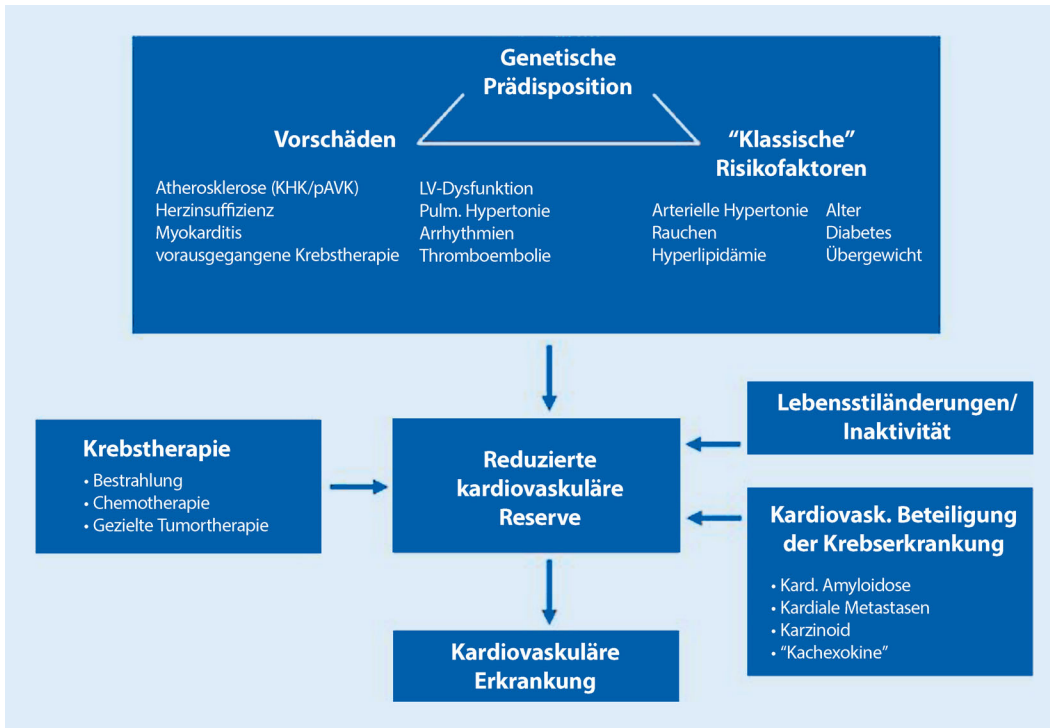 Genetische
Prädisposition
Vorschäden
Atherosklerose (KHK/pAVK)
Herzinsuffizienz
Myokarditis
vorausgegangene Krebstherapie
LV-Dysfunktion
Pulm. Hypertonie
Arrhythmien
Thromboembolie
“Klassische”
Risikofaktoren
Arterielle Hypertonie
Rauchen
Hyperlipidämie
Alter
Diabetes
Übergewicht
Krebstherapie
• Bestrahlung
• Chemotherapie
• Gezielte Tumortherapie
Reduzierte
kardiovaskuläre
Reserve
Lebensstiländerungen/
Inaktivität
Kardiovask. Beteiligung
der Krebserkrankung
• Kard. Amyloidose
• Kardiale Metastasen
• Karzinoid
• “Kachexokine”
Kardiovaskuläre
Erkrankung